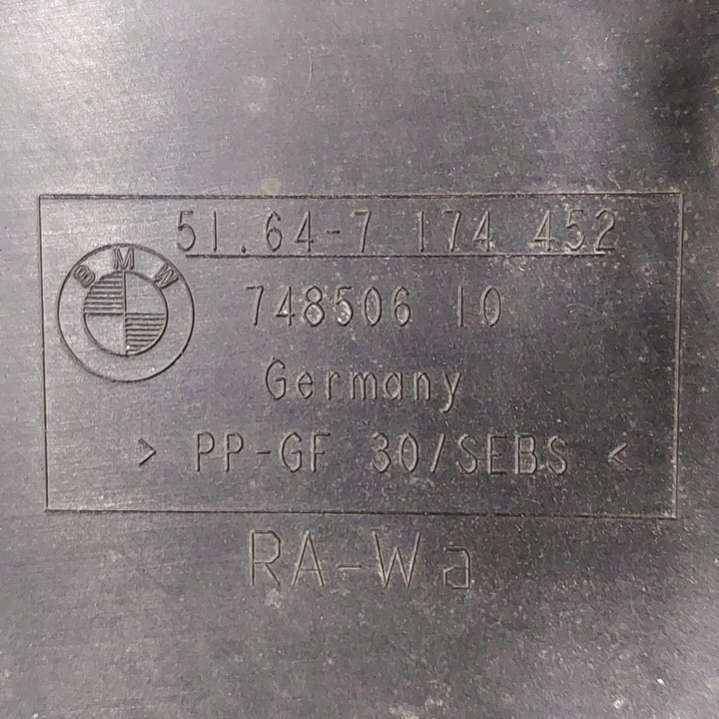 51.64-7 174 452
BMW
748506 10
Germany
> PP-GF 30/SEBS <
RA-Wa